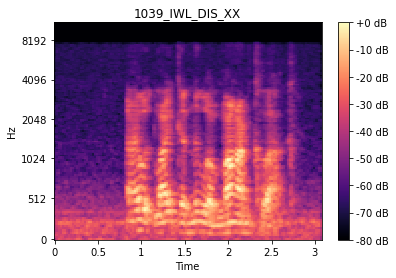 1039_IWL_DIS_XX
+0 dB
8192
-10 dB
4096
-20 dB
-30 dB
2048
Hz
-40 dB
1024
-50 dB
512
-60 dB
-70 dB
0
-80 dB
0 0.5 1 1.5 2 2.5 3
Time